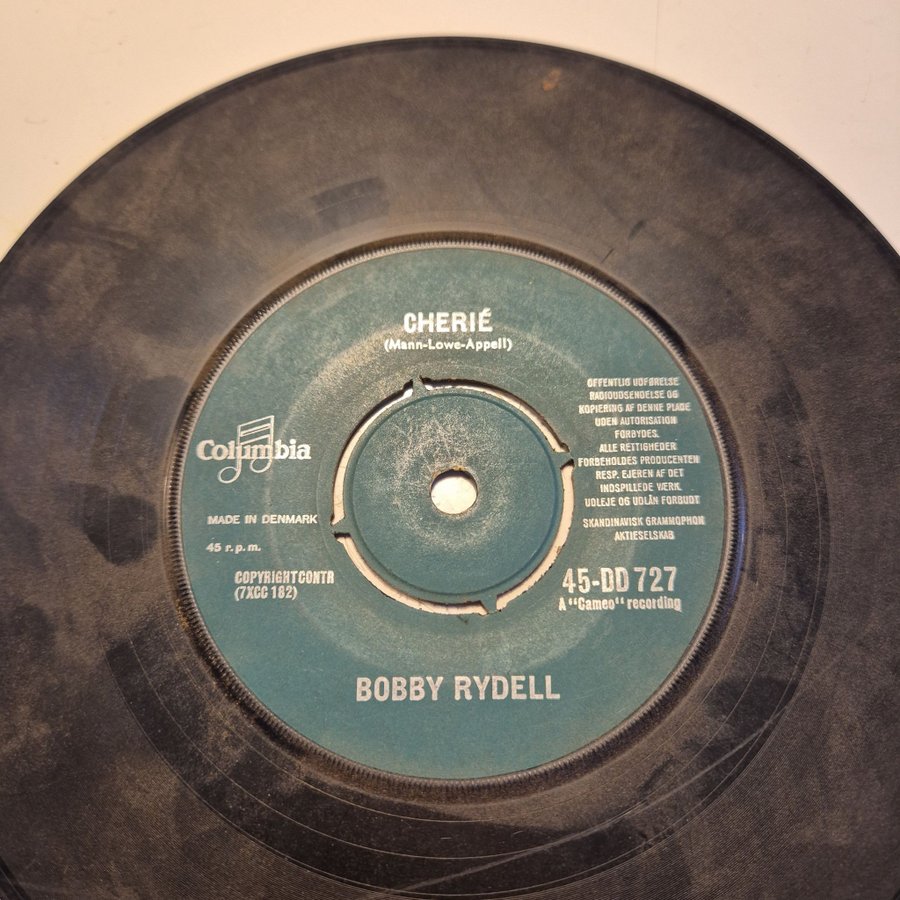 CHERIÉ
(Mann-Lowe-Appell)
Columbia
MADE IN DENMARK
45 r.p.m.
COPYRIGHTCONTR
(7XCC 182)
OFFENTLIG UDFØRELSE
RADIOUDSENDELSE OG
KOPIERING AF DENNE PLADE
UDEN AUTORISATION
FORBYDES.
ALLE RETTIGHEDER
FORBEHOLDES PRODUCENTEN
RESP. EJEREN AF DET
INDSPILLEDE VÆRK.
UDLEJE OG UDLÅN FORBUDT
SKANDINAVISK GRAMMOPHON
AKTIESELSKAB
45-DD 727
A "Cameo" recording
BOBBY RYDELL